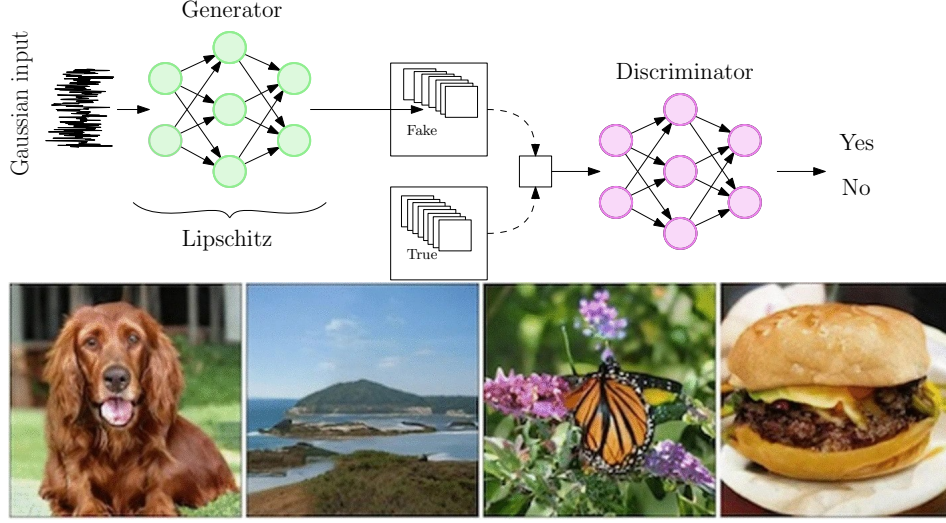 Generator
Gaussian input
Discriminator
Fake
Yes
No
Lipschitz
True